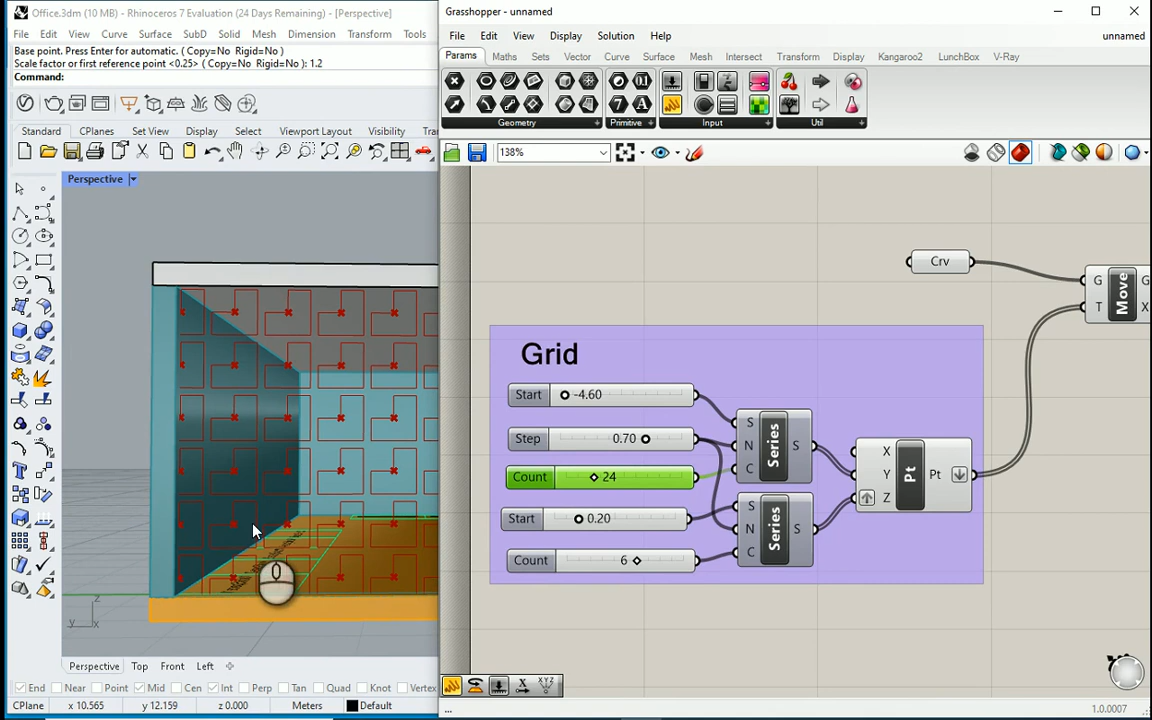 Office.3dm (10 MB) - Rhinoceros 7 Evaluation (24 Days Remaining) - [Perspective]
File Edit View Curve Surface SubD Solid Mesh Dimension Transform Tools
Base point. Press Enter for automatic. ( Copy=No Rigid=No )
Scale factor or first reference point <0.25> ( Copy=No Rigid=No ): 1.2
Command:
Standard CPlanes Set View Display Select Viewport Layout Visibility Tra
Perspective
z
y
x
Perspective Top Front Left
End Near Point Mid Cen Int Perp Tan Quad Knot Vertex
CPlane x 10.565 y 12.159 z 0.000 Meters Default
Grasshopper - unnamed
File Edit View Display Solution Help unnamed
Params Maths Sets Vector Curve Surface Mesh Intersect Transform Display Mesh Kangaroo2 LunchBox V-Ray
Geometry Primitive Input Util
138%
Crv
G
T
Move
G
X
Grid
Start -4.60
Step 0.70
Count 24
Start 0.20
Count 6
S
N
C
Series
S
S
N
C
Series
S
X
Y
Z
Pt
Pt
...
1.0.0007